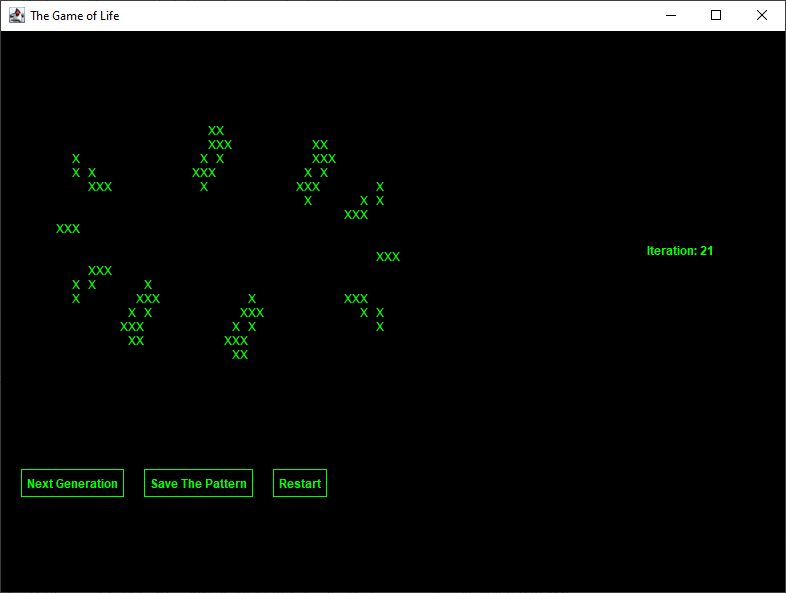 The Game of Life
XX
XXX XX
X X X XXX
X X XXX X X
XXX X XXX X
X X X
XXX
XXX
Iteration: 21
XXX
XXX
X X X
X XXX X XXX
X X XXX X X
XXX X X X
XX XXX
XX
Next Generation Save The Pattern Restart